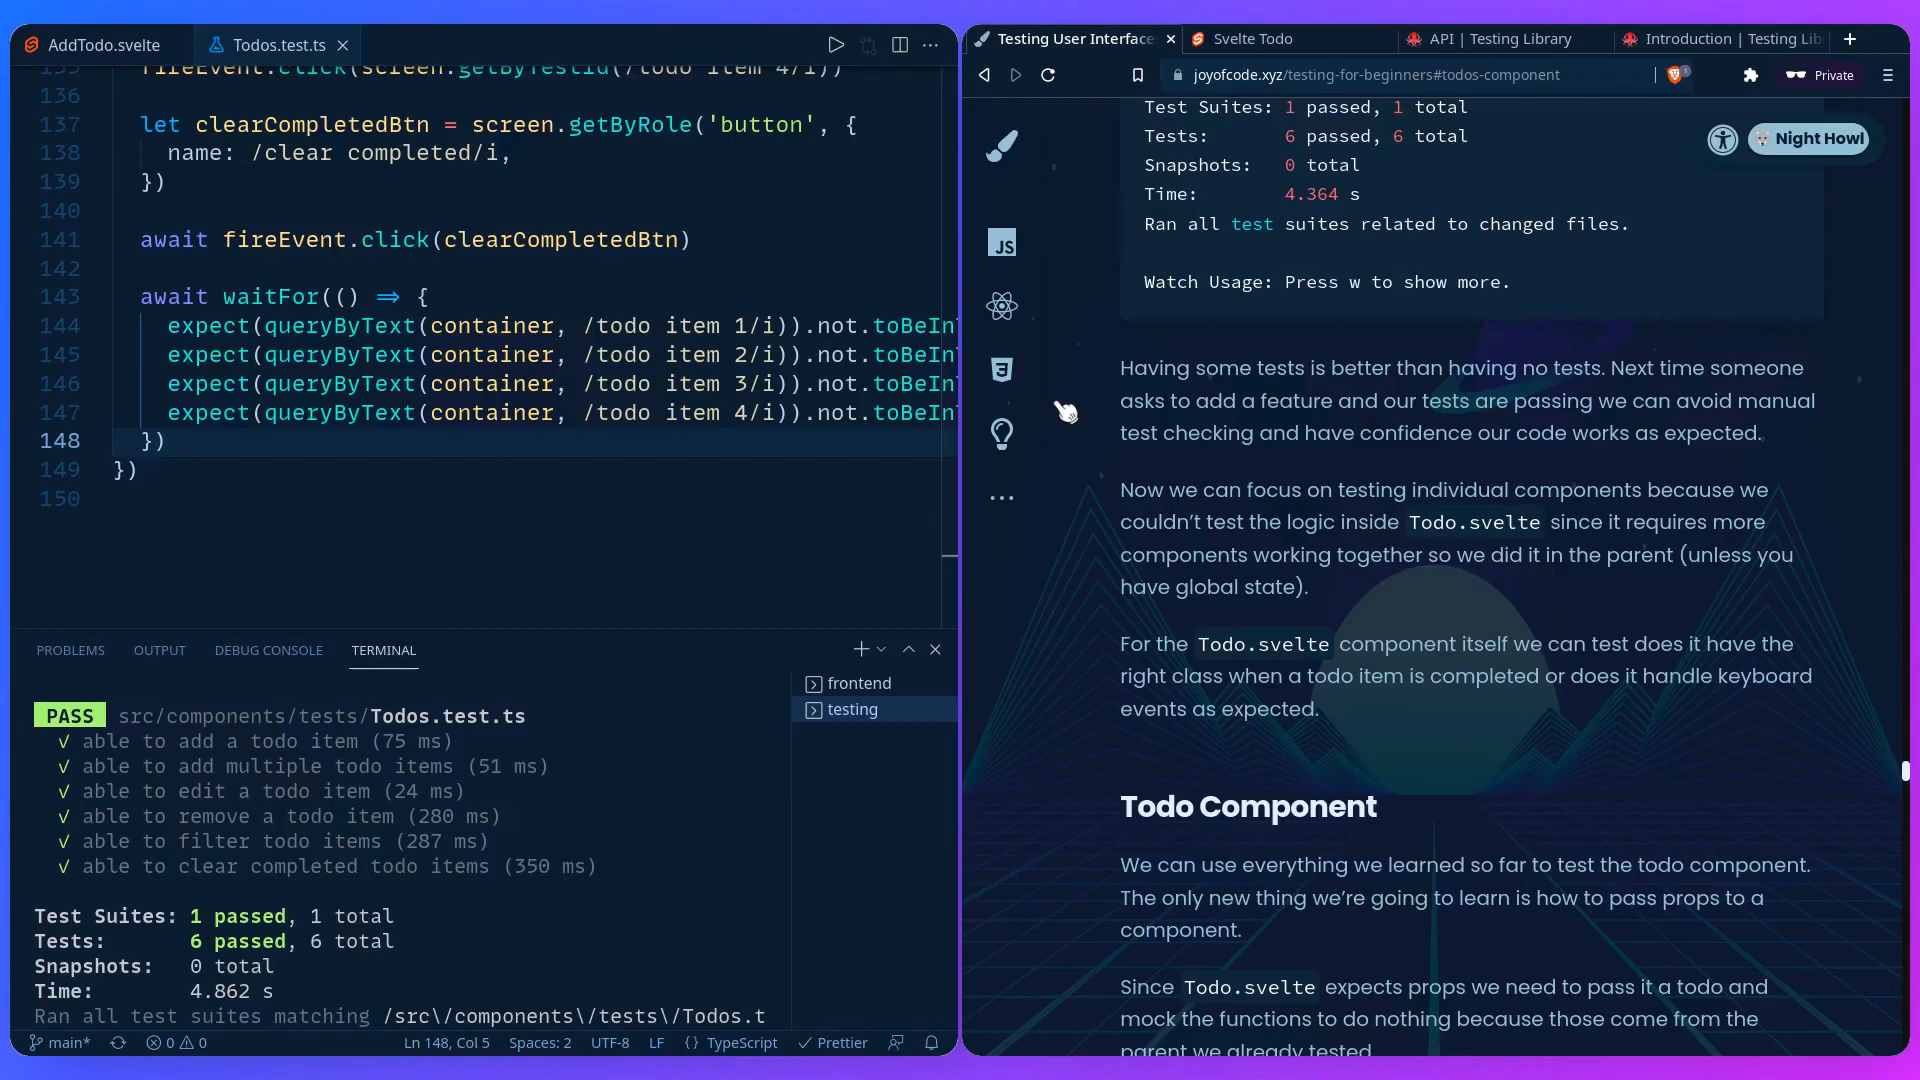 AddTodo.svelte
Todos.test.ts
135 fireEvent.click(screen.getByTestId(/todo item 4/i))
136
137 let clearCompletedBtn = screen.getByRole('button', {
138 name: /clear completed/i,
139 })
140
141 await fireEvent.click(clearCompletedBtn)
142
143 await waitFor(() => {
144 expect(queryByText(container, /todo item 1/i)).not.toBeIn
145 expect(queryByText(container, /todo item 2/i)).not.toBeIn
146 expect(queryByText(container, /todo item 3/i)).not.toBeIn
147 expect(queryByText(container, /todo item 4/i)).not.toBeIn
148 })
149 })
150
PROBLEMS OUTPUT DEBUG CONSOLE TERMINAL
frontend
testing
PASS src/components/tests/Todos.test.ts
√ able to add a todo item (75 ms)
√ able to add multiple todo items (51 ms)
√ able to edit a todo item (24 ms)
√ able to remove a todo item (280 ms)
√ able to filter todo items (287 ms)
√ able to clear completed todo items (350 ms)
Test Suites: 1 passed, 1 total
Tests: 6 passed, 6 total
Snapshots: 0 total
Time: 4.862 s
Ran all test suites matching /src\/components\/tests\/Todos.t
main* 0 0 Ln 148, Col 5 Spaces: 2 UTF-8 LF {} TypeScript Prettier
Testing User Interface
Svelte Todo
API | Testing Library
Introduction | Testing Lib
joyofcode.xyz/testing-for-beginners#todos-component
1
Private
Night Howl
JS
Test Suites: 1 passed, 1 total
Tests: 6 passed, 6 total
Snapshots: 0 total
Time: 4.364 s
Ran all test suites related to changed files.
Watch Usage: Press w to show more.
Having some tests is better than having no tests. Next time someone
asks to add a feature and our tests are passing we can avoid manual
test checking and have confidence our code works as expected.
Now we can focus on testing individual components because we
couldn't test the logic inside Todo.svelte since it requires more
components working together so we did it in the parent (unless you
have global state).
For the Todo.svelte component itself we can test does it have the
right class when a todo item is completed or does it handle keyboard
events as expected.
Todo Component
We can use everything we learned so far to test the todo component.
The only new thing we're going to learn is how to pass props to a
component.
Since Todo.svelte expects props we need to pass it a todo and
mock the functions to do nothing because those come from the
parent we already tested.